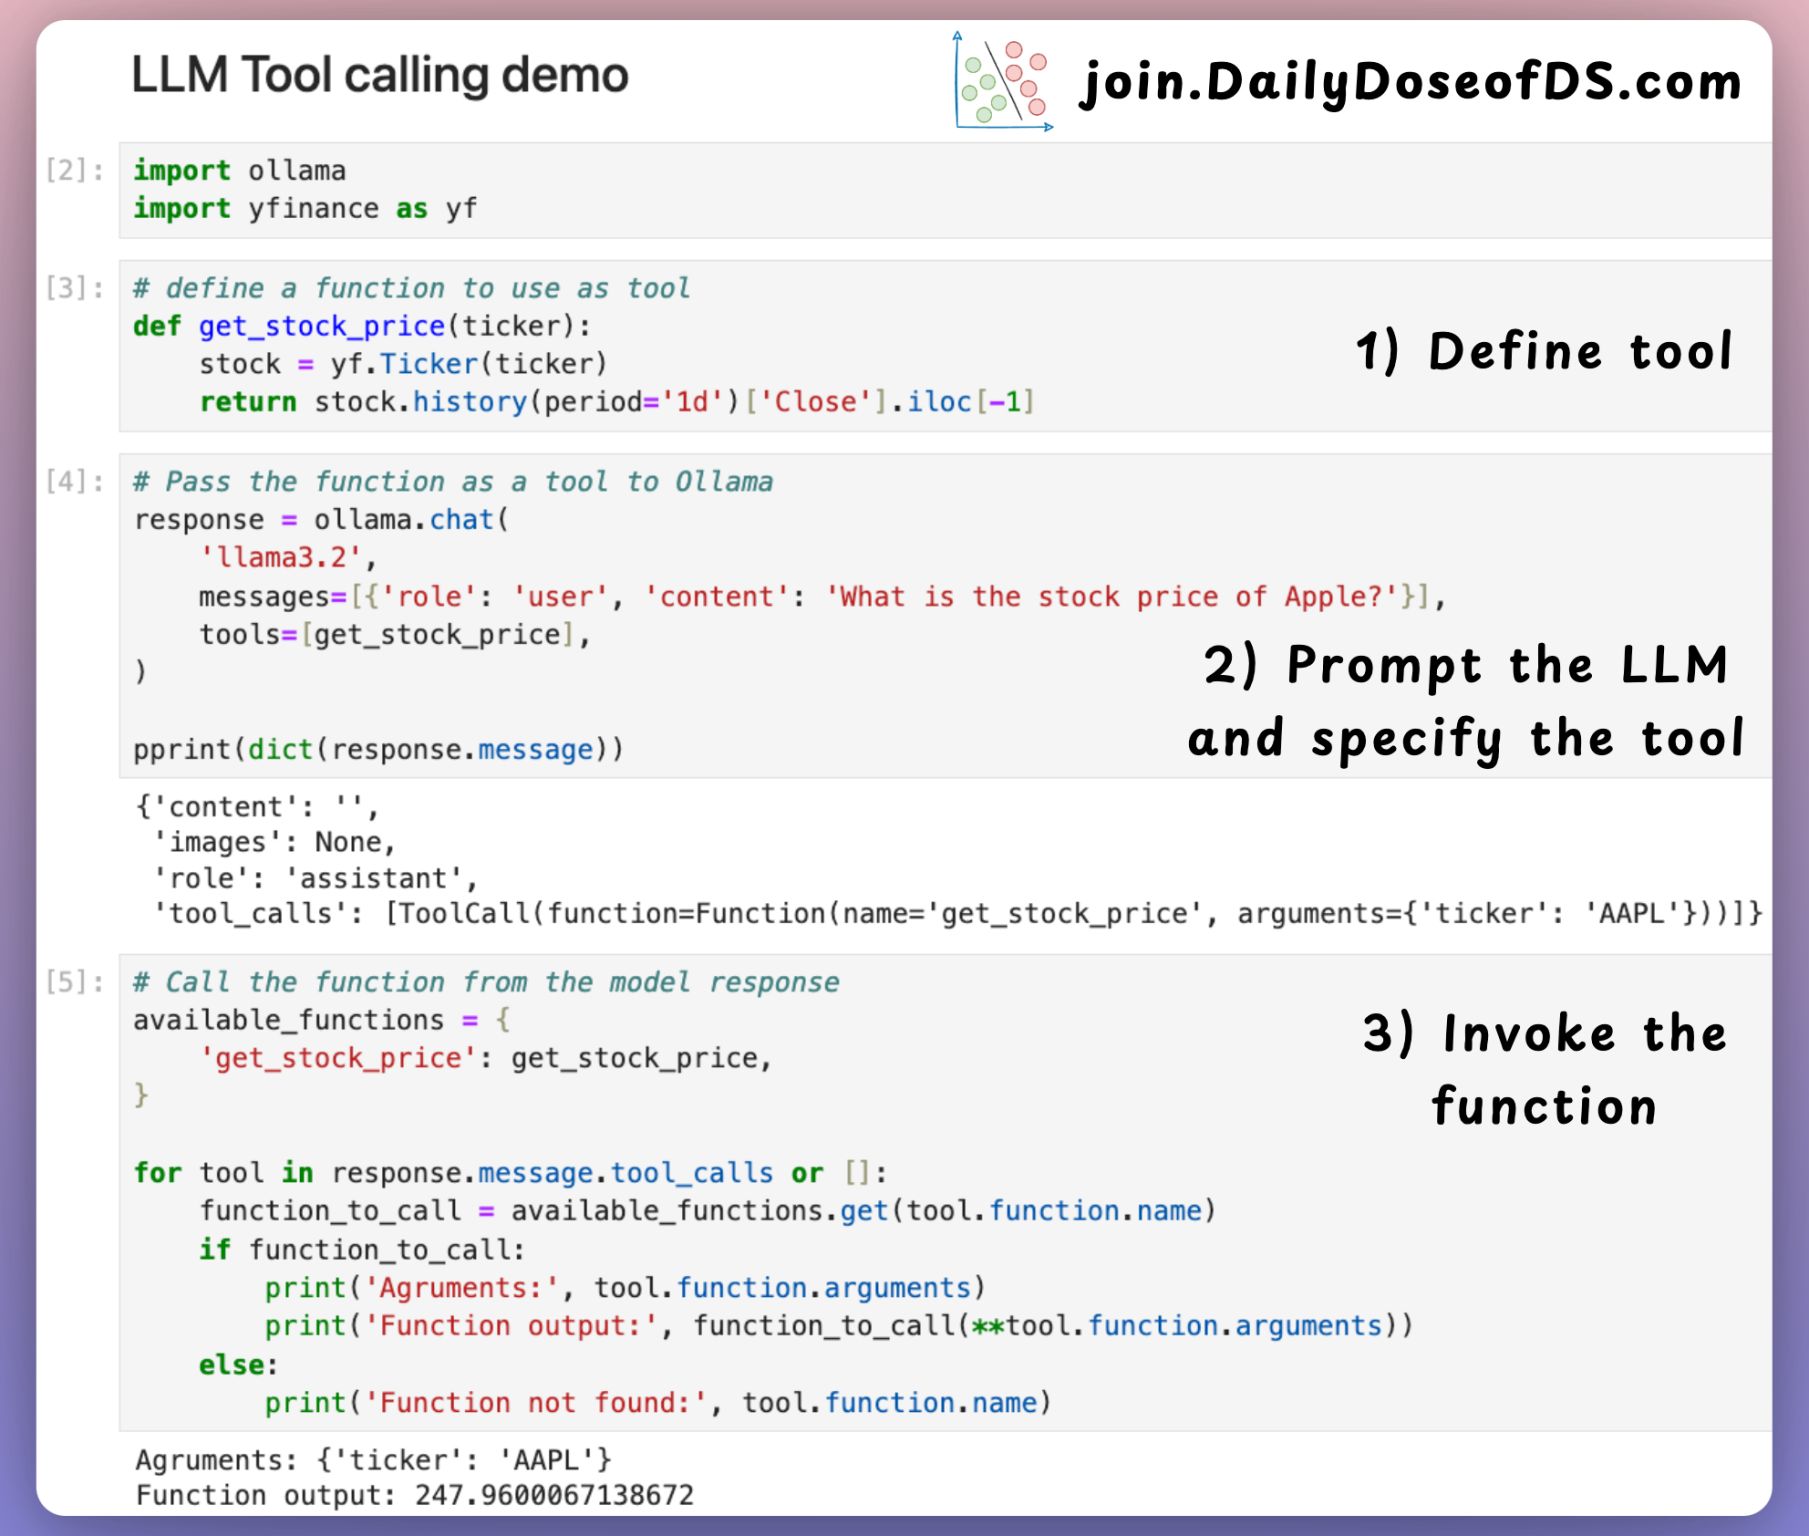 LLM Tool calling demo
join.DailyDoseofDS.com
[2]:
import ollama
import yfinance as yf
[3]:
# define a function to use as tool
def get_stock_price(ticker):
    stock = yf.Ticker(ticker)
    return stock.history(period='1d')['Close'].iloc[-1]
1) Define tool
[4]:
# Pass the function as a tool to Ollama
response = ollama.chat(
    'llama3.2',
    messages=[{'role': 'user', 'content': 'What is the stock price of Apple?'}],
    tools=[get_stock_price],
)
pprint(dict(response.message))
2) Prompt the LLM
and specify the tool
{'content': '',
 'images': None,
 'role': 'assistant',
 'tool_calls': [ToolCall(function=Function(name='get_stock_price', arguments={'ticker': 'AAPL'}))]}
[5]:
# Call the function from the model response
available_functions = {
    'get_stock_price': get_stock_price,
}
3) Invoke the
function
for tool in response.message.tool_calls or []:
    function_to_call = available_functions.get(tool.function.name)
    if function_to_call:
        print('Agruments:', tool.function.arguments)
        print('Function output:', function_to_call(**tool.function.arguments))
    else:
        print('Function not found:', tool.function.name)
Agruments: {'ticker': 'AAPL'}
Function output: 247.9600067138672